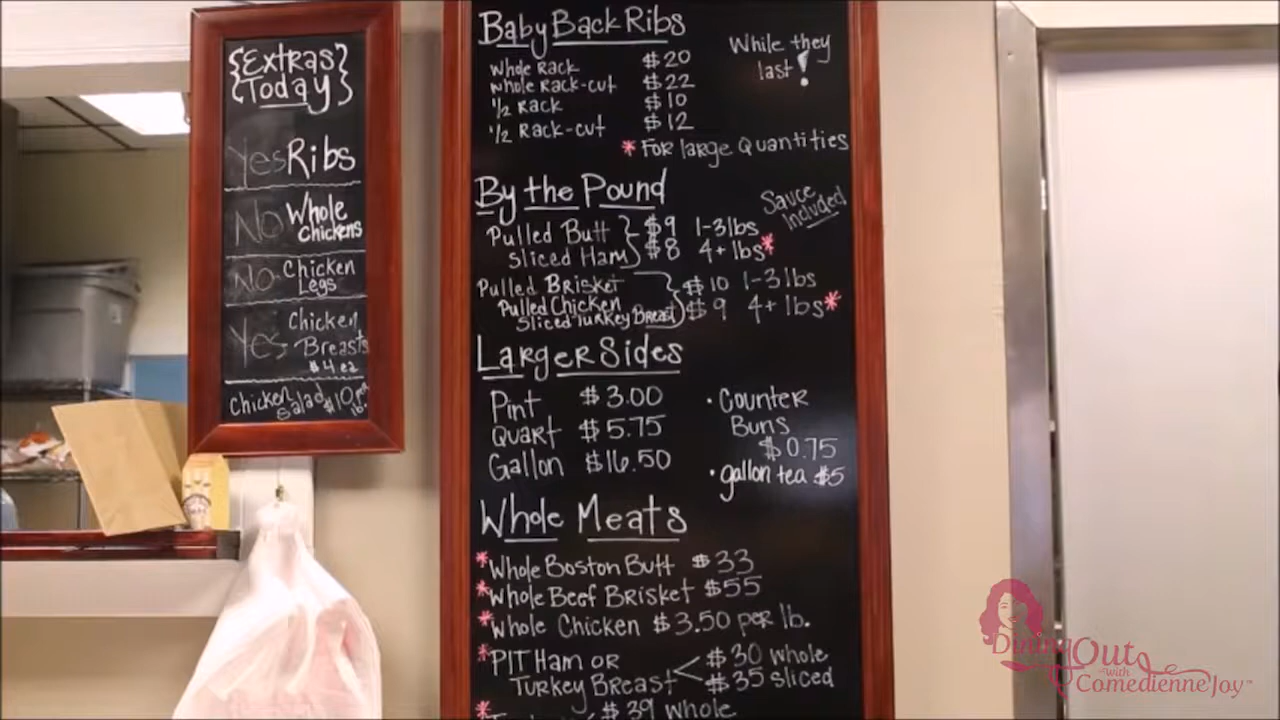 {Extras
Today}
Yes Ribs
No Whole
Chickens
No Chicken
Legs
Yes Chicken
Breasts
$4 ea
Chicken
Salad $10 per
lb.
Baby Back Ribs
While they
last!
Whole Rack $20
Whole Rack-cut $22
1/2 Rack $10
1/2 Rack-cut $12
*For large Quantities
By the Pound
Sauce
Included
Pulled Butt } $9 1-3lbs
Sliced Ham } $8 4+ lbs*
Pulled Brisket } $10 1-3lbs
Pulled Chicken } $9 4+ lbs*
Sliced Turkey Breast
Larger Sides
Pint $3.00
Quart $5.75
Gallon $16.50
• Counter
Buns
$0.75
• gallon tea $5
Whole Meats
*Whole Boston Butt $33
*Whole Beef Brisket $55
*Whole Chicken $3.50 per lb.
*PIT Ham or < $30 whole
Turkey Breast $35 sliced
* $39 whole
Dining
Out
with
Comedienne Joy™